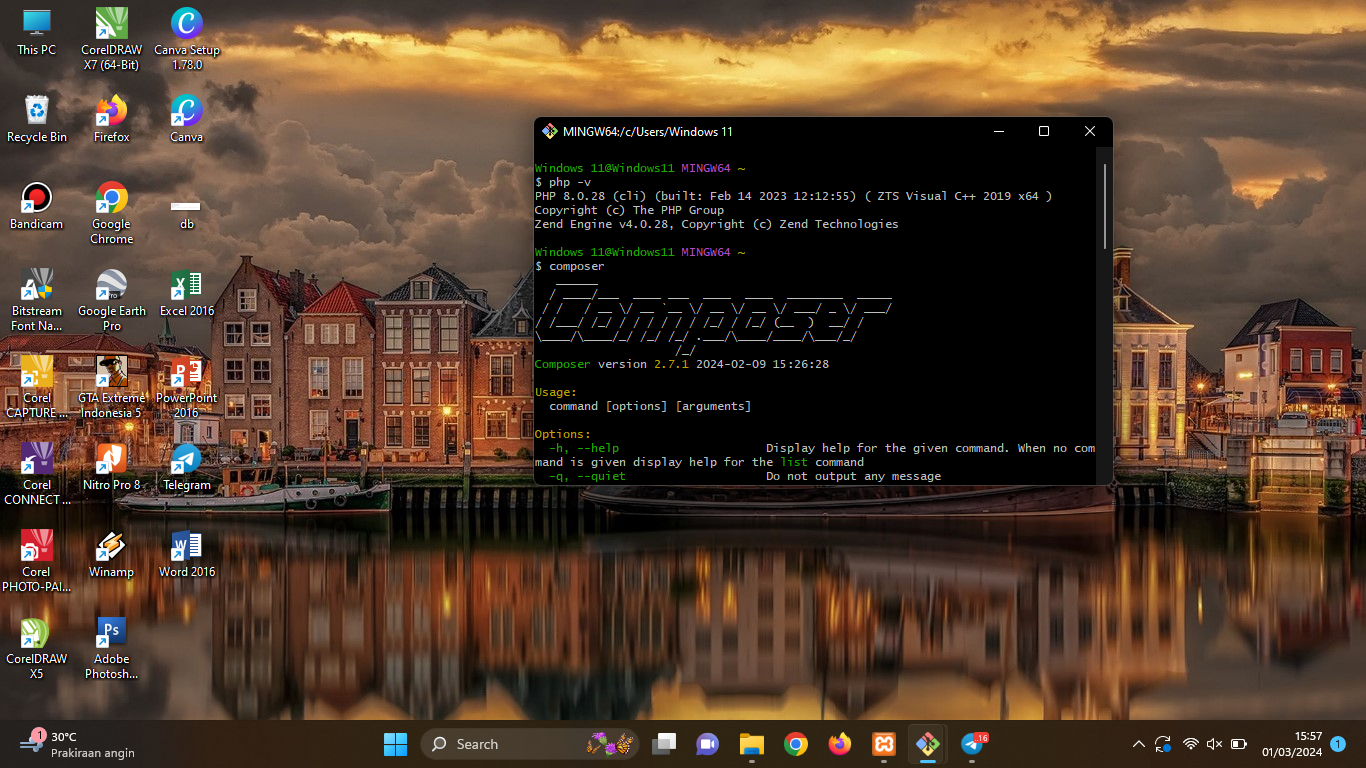 This PC
CorelDRAW
X7 (64-Bit)
Canva Setup
1.78.0
Recycle Bin
Firefox
Canva
Bandicam
Google
Chrome
db
Bitstream
Font Na...
Google Earth
Pro
Excel 2016
Corel
CAPTURE ...
GTA Extreme
Indonesia 5
PowerPoint
2016
Corel
CONNECT ...
Nitro Pro 8
Telegram
Corel
PHOTO-PAI...
Winamp
Word 2016
CorelDRAW
X5
Ps
Adobe
Photosh...
MINGW64:/c/Users/Windows 11
Windows 11@Windows11 MINGW64 ~
$ php -v
PHP 8.0.28 (cli) (built: Feb 14 2023 12:12:55) ( ZTS Visual C++ 2019 x64 )
Copyright (c) The PHP Group
Zend Engine v4.0.28, Copyright (c) Zend Technologies
Windows 11@Windows11 MINGW64 ~
$ composer
Composer
Composer version 2.7.1 2024-02-09 15:26:28
Usage:
command [options] [arguments]
Options:
-h, --help Display help for the given command. When no com
mand is given display help for the list command
-q, --quiet Do not output any message
1
30°C
Prakiraan angin
Search
16
15:57
01/03/2024
1